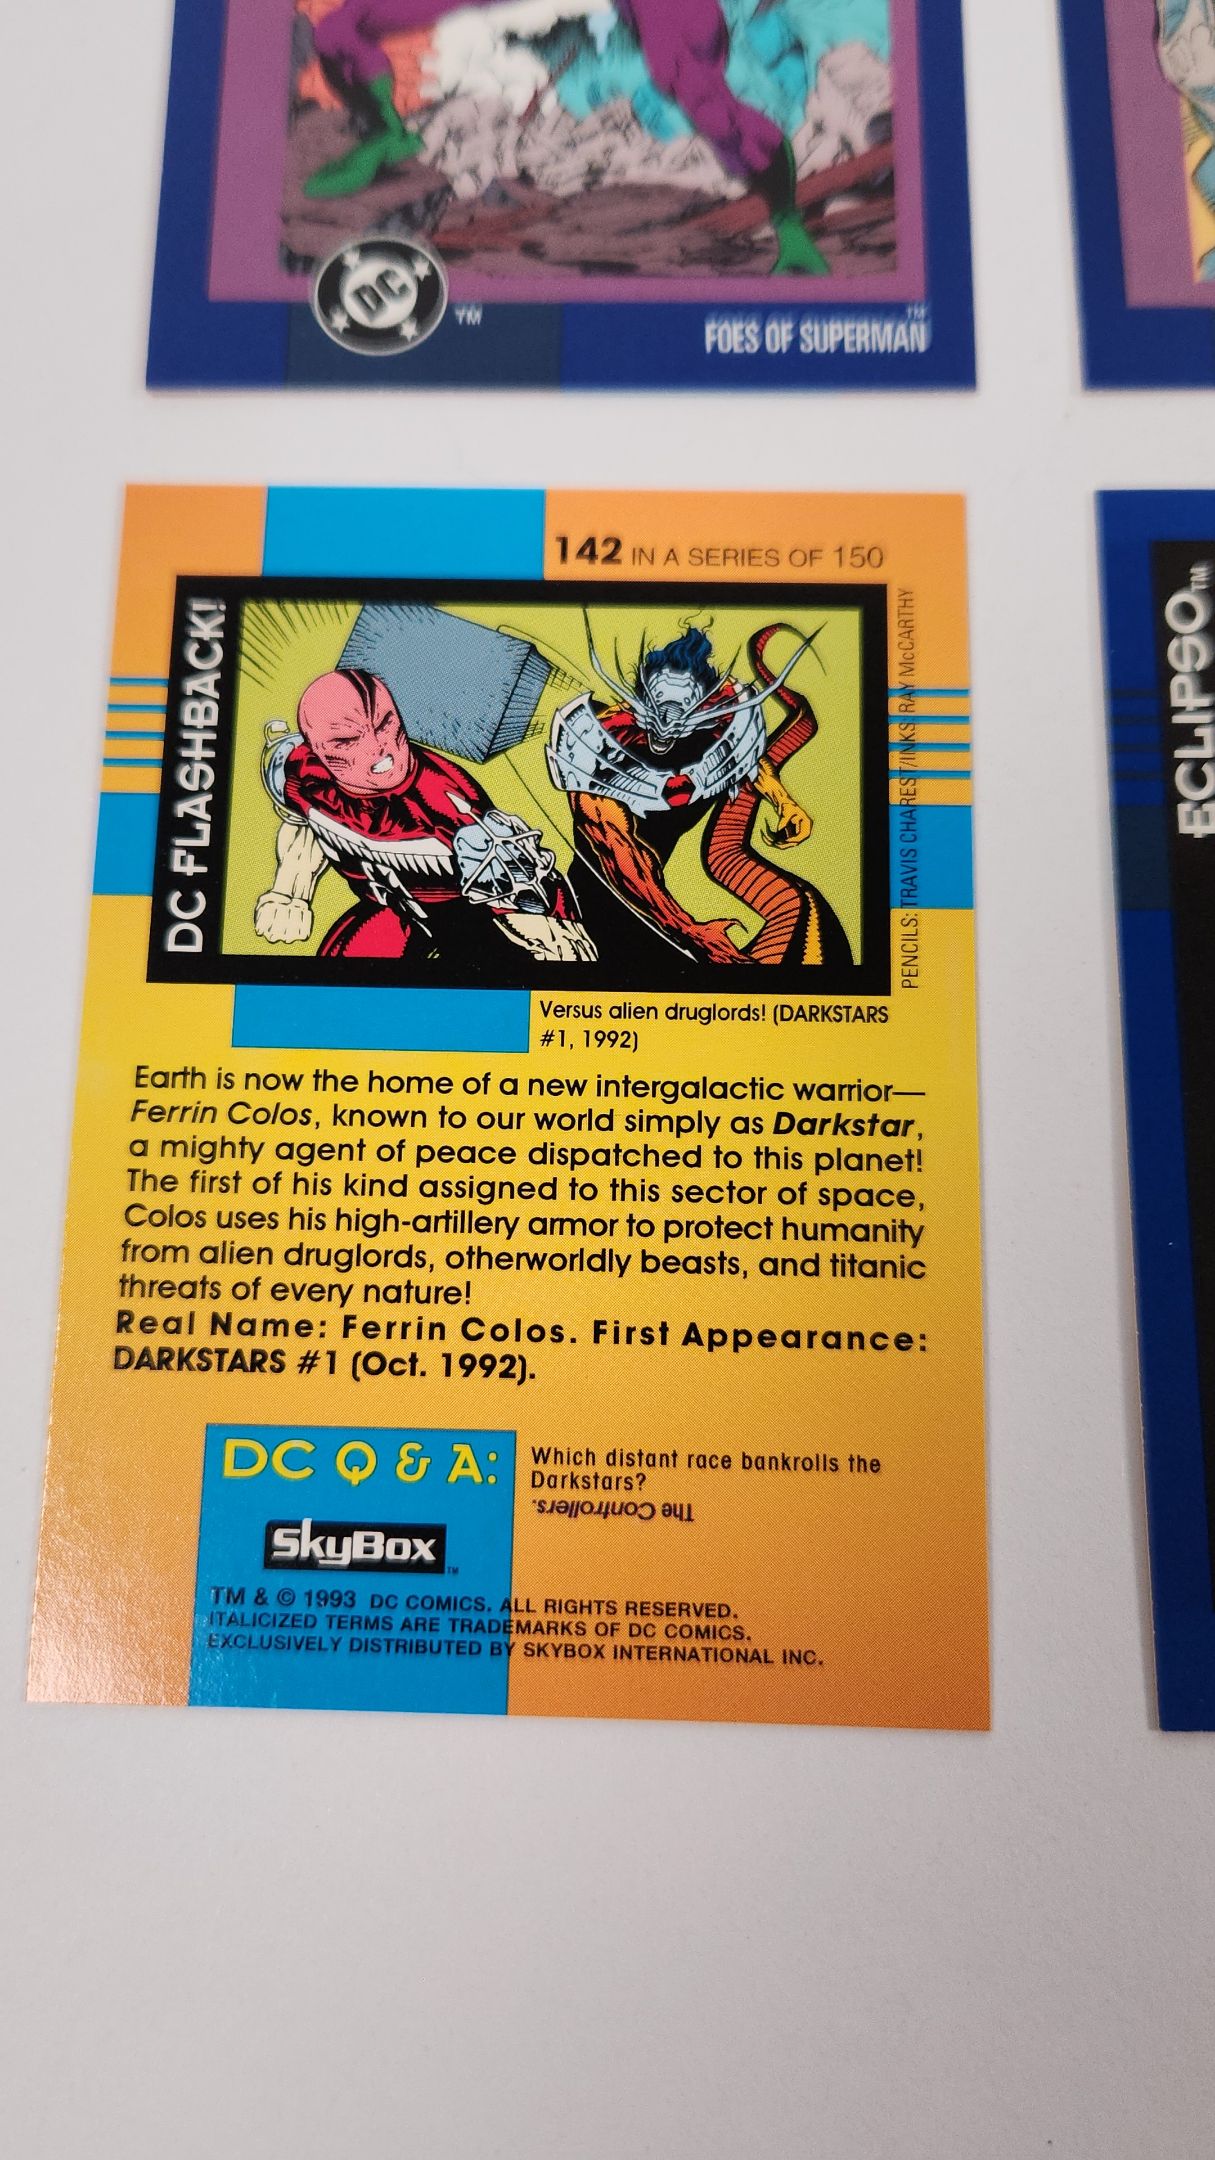 DC
TM
TM
FOES OF SUPERMAN
142 IN A SERIES OF 150
DC FLASHBACK!
PENCILS: TRAVIS CHAREST/INKS: RAY McCARTHY
Versus alien druglords! (DARKSTARS
#1, 1992)
Earth is now the home of a new intergalactic warrior—
Ferrin Colos, known to our world simply as Darkstar,
a mighty agent of peace dispatched to this planet!
The first of his kind assigned to this sector of space,
Colos uses his high-artillery armor to protect humanity
from alien druglords, otherworldly beasts, and titanic
threats of every nature!
Real Name: Ferrin Colos. First Appearance:
DARKSTARS #1 (Oct. 1992).
DC Q & A:
Which distant race bankrolls the
Darkstars?
The Controllers.
SkyBox
TM
TM & © 1993 DC COMICS. ALL RIGHTS RESERVED.
ITALICIZED TERMS ARE TRADEMARKS OF DC COMICS.
EXCLUSIVELY DISTRIBUTED BY SKYBOX INTERNATIONAL INC.
ECLIPSO TM